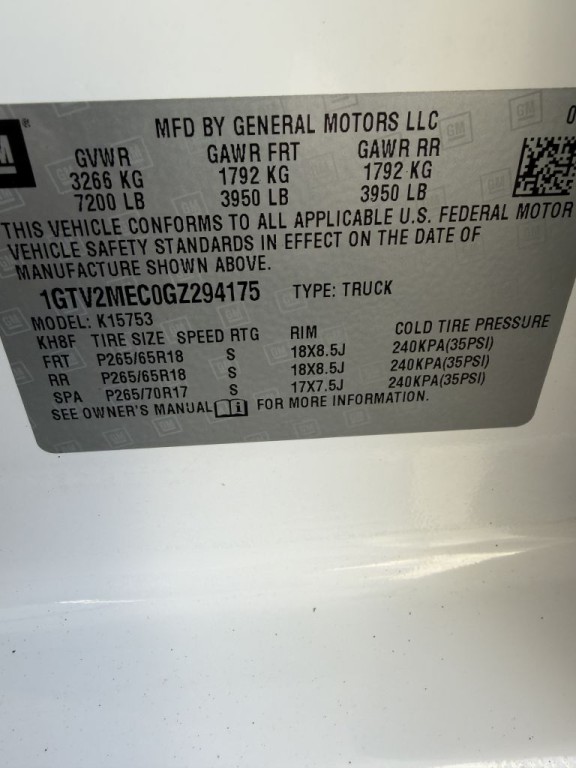 M®
MFD BY GENERAL MOTORS LLC 0
GVWR GAWR FRT GAWR RR
3266 KG 1792 KG 1792 KG
7200 LB 3950 LB 3950 LB
THIS VEHICLE CONFORMS TO ALL APPLICABLE U.S. FEDERAL MOTOR
VEHICLE SAFETY STANDARDS IN EFFECT ON THE DATE OF
MANUFACTURE SHOWN ABOVE.
1GTV2MEC0GZ294175 TYPE: TRUCK
MODEL: K15753
KH8F TIRE SIZE SPEED RTG RIM COLD TIRE PRESSURE
FRT P265/65R18 S 18X8.5J 240KPA(35PSI)
RR P265/65R18 S 18X8.5J 240KPA(35PSI)
SPA P265/70R17 S 17X7.5J 240KPA(35PSI)
SEE OWNER'S MANUAL i FOR MORE INFORMATION.